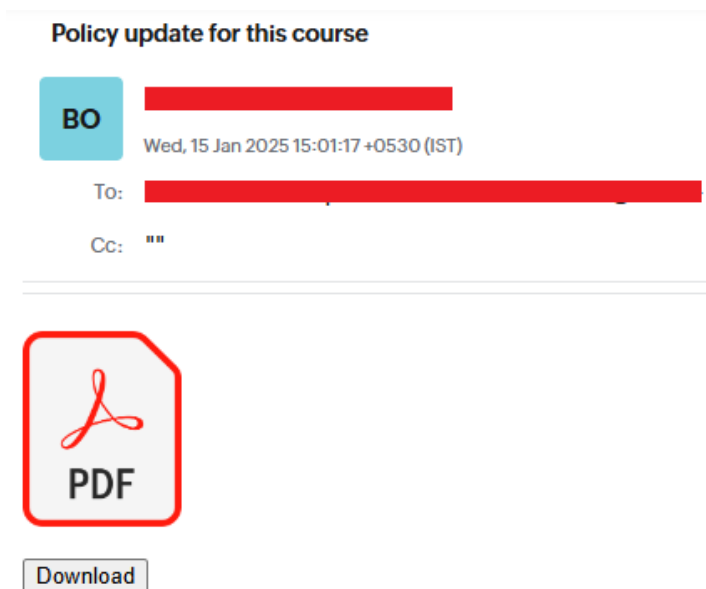 Policy update for this course
BO
Wed, 15 Jan 2025 15:01:17 +0530 (IST)
To:
Cc: ""
PDF
Download